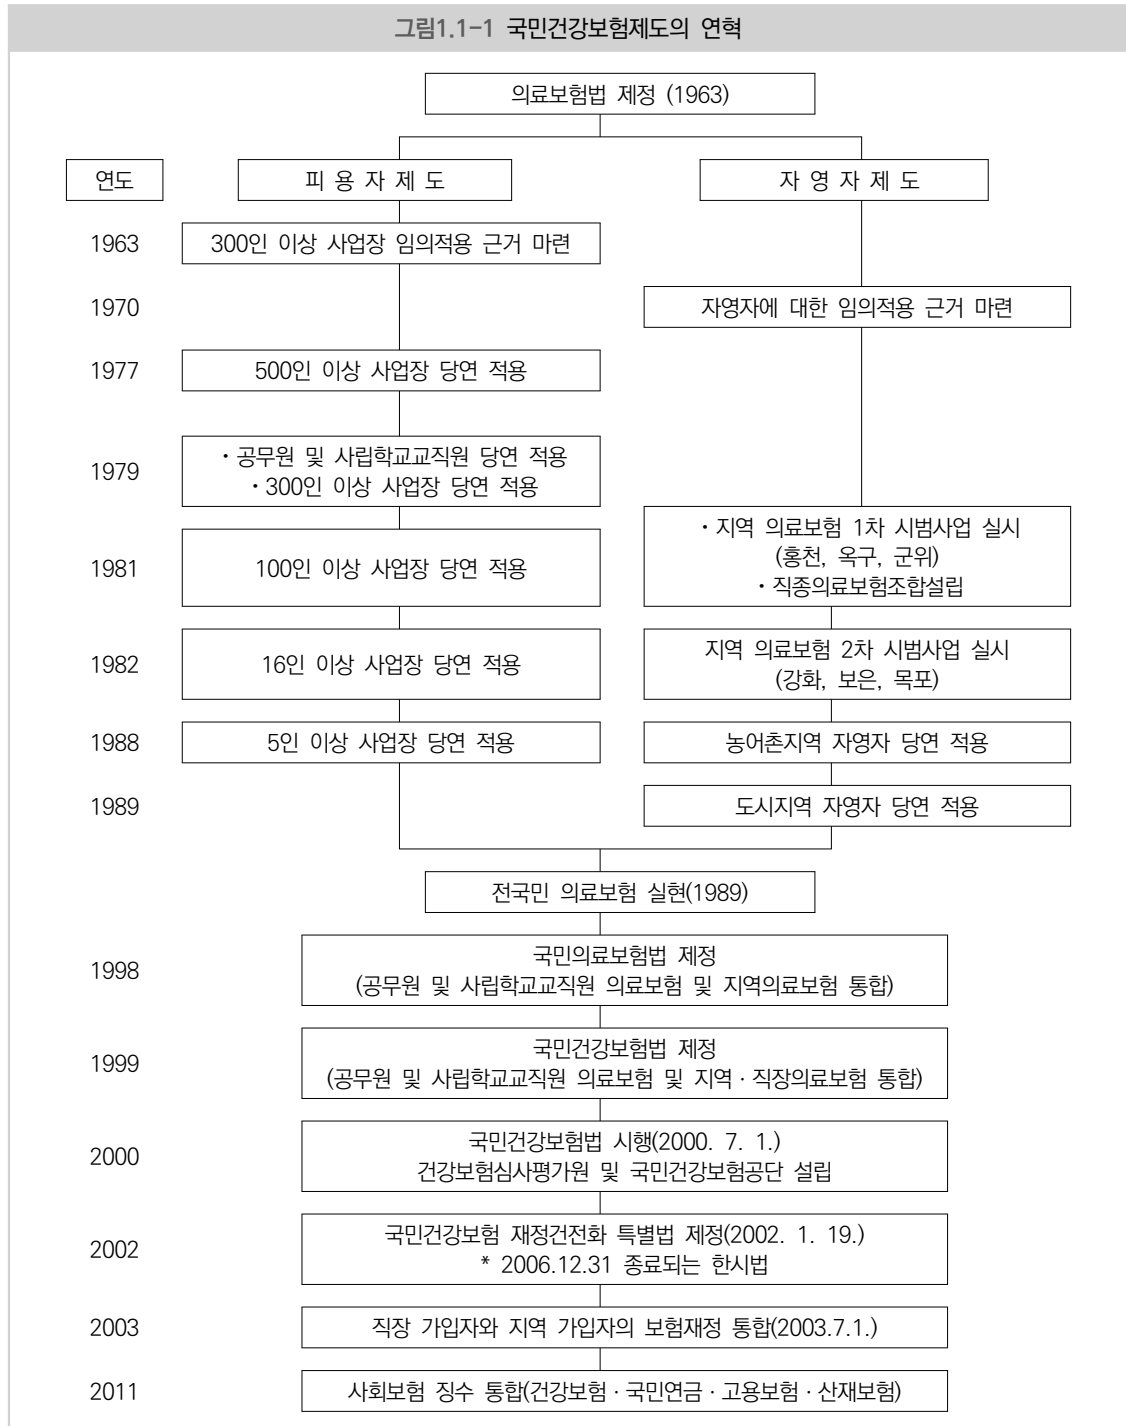 그림1.1-1 국민건강보험제도의 연혁
의료보험법 제정 (1963)
연도
피 용 자 제 도
자 영 자 제 도
1963
300인 이상 사업장 임의적용 근거 마련
1970
자영자에 대한 임의적용 근거 마련
1977
500인 이상 사업장 당연 적용
1979
·공무원 및 사립학교교직원 당연 적용
·300인 이상 사업장 당연 적용
1981
100인 이상 사업장 당연 적용
·지역 의료보험 1차 시범사업 실시
(홍천, 옥구, 군위)
·직종의료보험조합설립
1982
16인 이상 사업장 당연 적용
지역 의료보험 2차 시범사업 실시
(강화, 보은, 목포)
1988
5인 이상 사업장 당연 적용
농어촌지역 자영자 당연 적용
1989
도시지역 자영자 당연 적용
전국민 의료보험 실현(1989)
1998
국민의료보험법 제정
(공무원 및 사립학교교직원 의료보험 및 지역의료보험 통합)
1999
국민건강보험법 제정
(공무원 및 사립학교교직원 의료보험 및 지역·직장의료보험 통합)
2000
국민건강보험법 시행(2000. 7. 1.)
건강보험심사평가원 및 국민건강보험공단 설립
2002
국민건강보험 재정건전화 특별법 제정(2002. 1. 19.)
* 2006.12.31 종료되는 한시법
2003
직장 가입자와 지역 가입자의 보험재정 통합(2003.7.1.)
2011
사회보험 징수 통합(건강보험·국민연금·고용보험·산재보험)